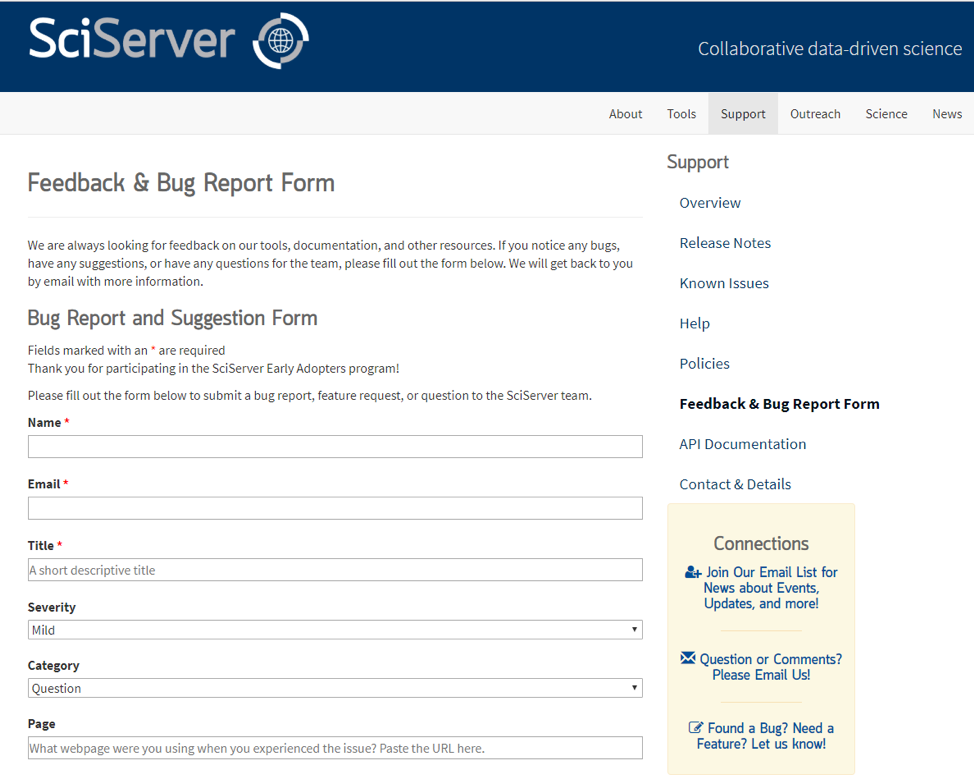 SciServer
Collaborative data-driven science
About Tools Support Outreach Science News
Feedback & Bug Report Form
We are always looking for feedback on our tools, documentation, and other resources. If you notice any bugs,
have any suggestions, or have any questions for the team, please fill out the form below. We will get back to you
by email with more information.
Bug Report and Suggestion Form
Fields marked with an * are required
Thank you for participating in the SciServer Early Adopters program!
Please fill out the form below to submit a bug report, feature request, or question to the SciServer team.
Name *
Email *
Title *
A short descriptive title
Severity
Mild
Category
Question
Page
What webpage were you using when you experienced the issue? Paste the URL here.
Support
Overview
Release Notes
Known Issues
Help
Policies
Feedback & Bug Report Form
API Documentation
Contact & Details
Connections
Join Our Email List for
News about Events,
Updates, and more!
Question or Comments?
Please Email Us!
Found a Bug? Need a
Feature? Let us know!